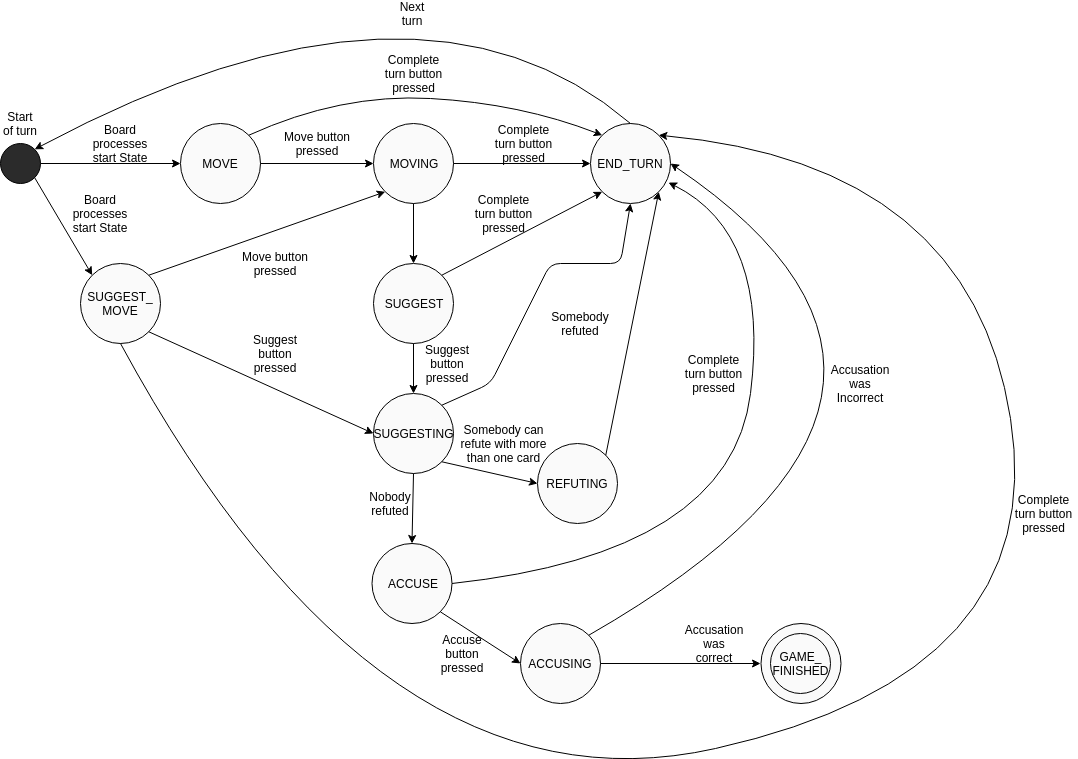 Next
turn
Complete
turn button
pressed
Start
of turn
Board
processes
start State
MOVE
Move button
pressed
MOVING
Complete
turn button
pressed
END_TURN
Board
processes
start State
Complete
turn button
pressed
Move button
pressed
SUGGEST_
MOVE
SUGGEST
Somebody
refuted
Suggest
button
pressed
Suggest
button
pressed
Complete
turn button
pressed
Accusation
was
Incorrect
SUGGESTING
Somebody can
refute with more
than one card
REFUTING
Nobody
refuted
Complete
turn button
pressed
ACCUSE
Accuse
button
pressed
ACCUSING
Accusation
was
correct
GAME_
FINISHED